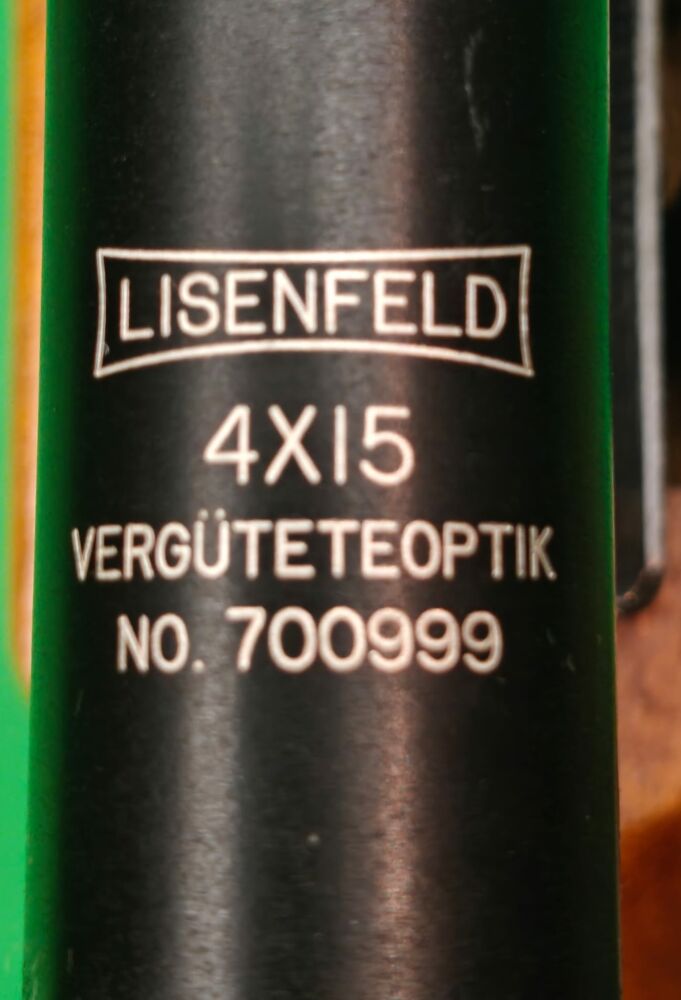 LISENFELD
4X15
VERGÜTETEOPTIK
NO. 700999